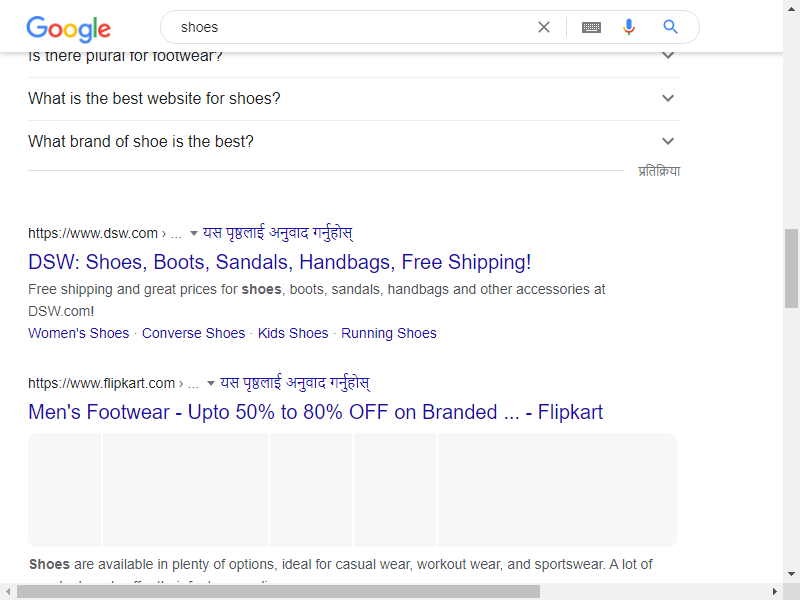 Google
shoes
Is there plural for footwear?
What is the best website for shoes?
What brand of shoe is the best?
प्रतिक्रिया
https://www.dsw.com › ... यस पृष्ठलाई अनुवाद गर्नुहोस्
DSW: Shoes, Boots, Sandals, Handbags, Free Shipping!
Free shipping and great prices for shoes, boots, sandals, handbags and other accessories at
DSW.com!
Women's Shoes · Converse Shoes · Kids Shoes · Running Shoes
https://www.flipkart.com › ... यस पृष्ठलाई अनुवाद गर्नुहोस्
Men's Footwear - Upto 50% to 80% OFF on Branded ... - Flipkart
Shoes are available in plenty of options, ideal for casual wear, workout wear, and sportswear. A lot of